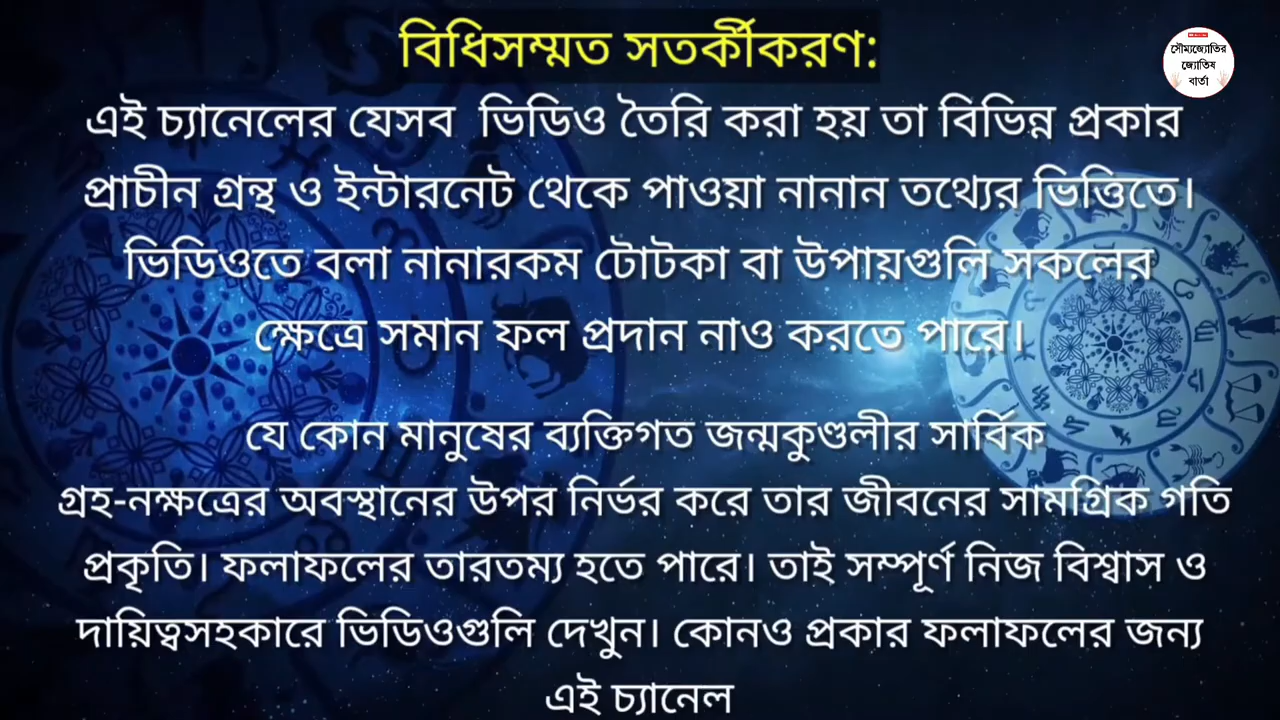 বিধিসম্মত সতর্কীকরণ:
সৌম্যজ্যোতির
জ্যোতিষ
বার্তা
এই চ্যানেলের যেসব ভিডিও তৈরি করা হয় তা বিভিন্ন প্রকার
প্রাচীন গ্রন্থ ও ইন্টারনেট থেকে পাওয়া নানান তথ্যের ভিত্তিতে।
ভিডিওতে বলা নানারকম টোটকা বা উপায়গুলি সকলের
ক্ষেত্রে সমান ফল প্রদান নাও করতে পারে।
যে কোন মানুষের ব্যক্তিগত জন্মকুণ্ডলীর সার্বিক
গ্রহ-নক্ষত্রের অবস্থানের উপর নির্ভর করে তার জীবনের সামগ্রিক গতি
প্রকৃতি। ফলাফলের তারতম্য হতে পারে। তাই সম্পূর্ণ নিজ বিশ্বাস ও
দায়িত্বসহকারে ভিডিওগুলি দেখুন। কোনও প্রকার ফলাফলের জন্য
এই চ্যানেল